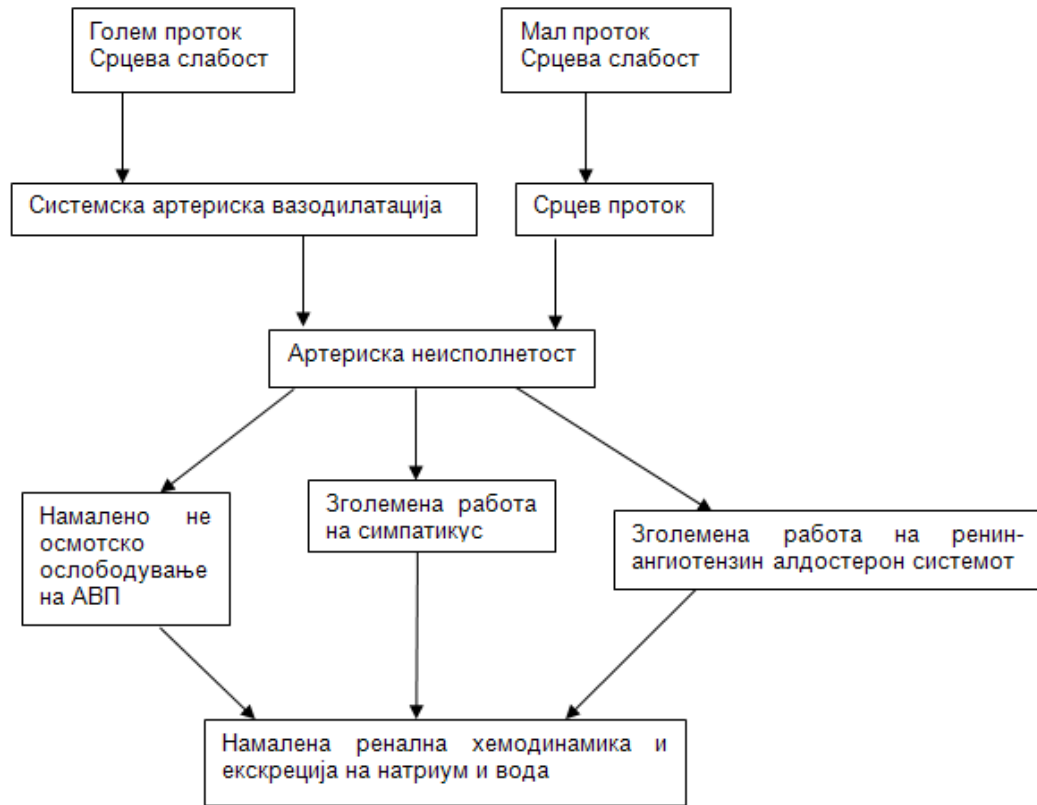 Голем проток
Срцева слабост
Мал проток
Срцева слабост
Системска артериска вазодилатација
Срцев проток
Артериска неисполнетост
Намалено не
осмотско
ослободување
на АВП
Зголемена работа
на симпатикус
Зголемена работа на ренин-
ангиотензин алдостерон системот
Намалена ренална хемодинамика и
екскреција на натриум и вода